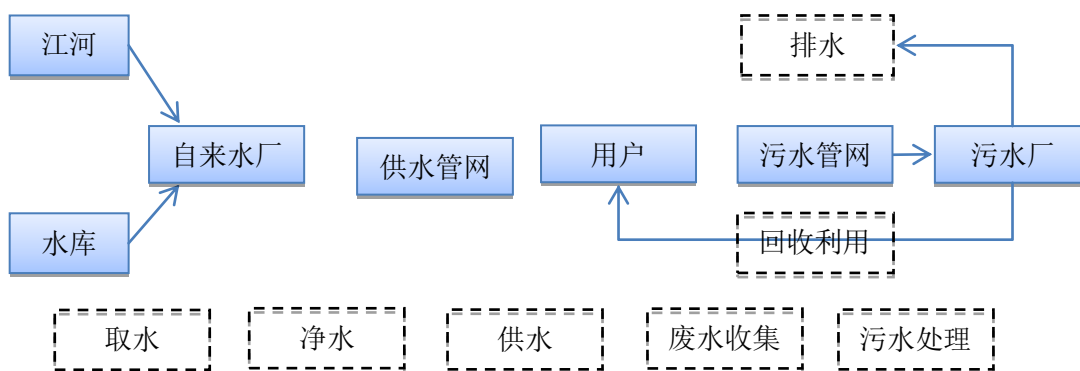 江河
排水
自来水厂
供水管网
用户
污水管网
污水厂
水库
回收利用
取水
净水
供水
废水收集
污水处理